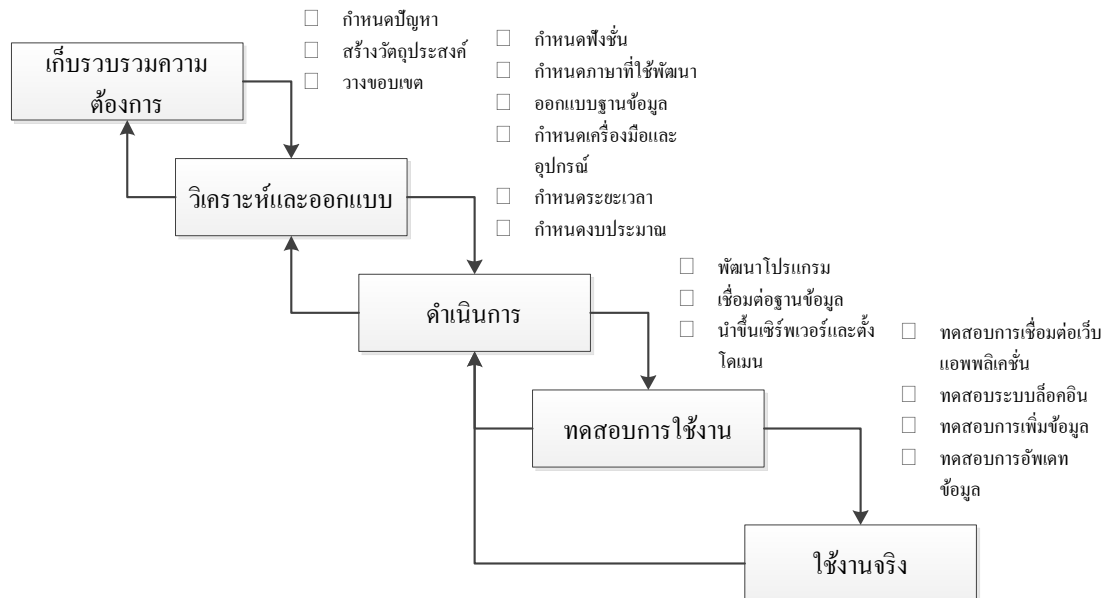 เก็บรวบรวมความ
ต้องการ
กำหนดปัญหา
สร้างวัตถุประสงค์
วางขอบเขต
วิเคราะห์และออกแบบ
กำหนดฟังชั่น
กำหนดภาษาที่ใช้พัฒนา
ออกแบบฐานข้อมูล
กำหนดเครื่องมือและ
อุปกรณ์
กำหนดระยะเวลา
กำหนดงบประมาณ
ดำเนินการ
พัฒนาโปรแกรม
เชื่อมต่อฐานข้อมูล
นำขึ้นเซิร์พเวอร์และตั้ง
โดเมน
ทดสอบการใช้งาน
ทดสอบการเชื่อมต่อเว็บ
แอพพลิเคชั่น
ทดสอบระบบล็อคอิน
ทดสอบการเพิ่มข้อมูล
ทดสอบการอัพเดท
ข้อมูล
ใช้งานจริง